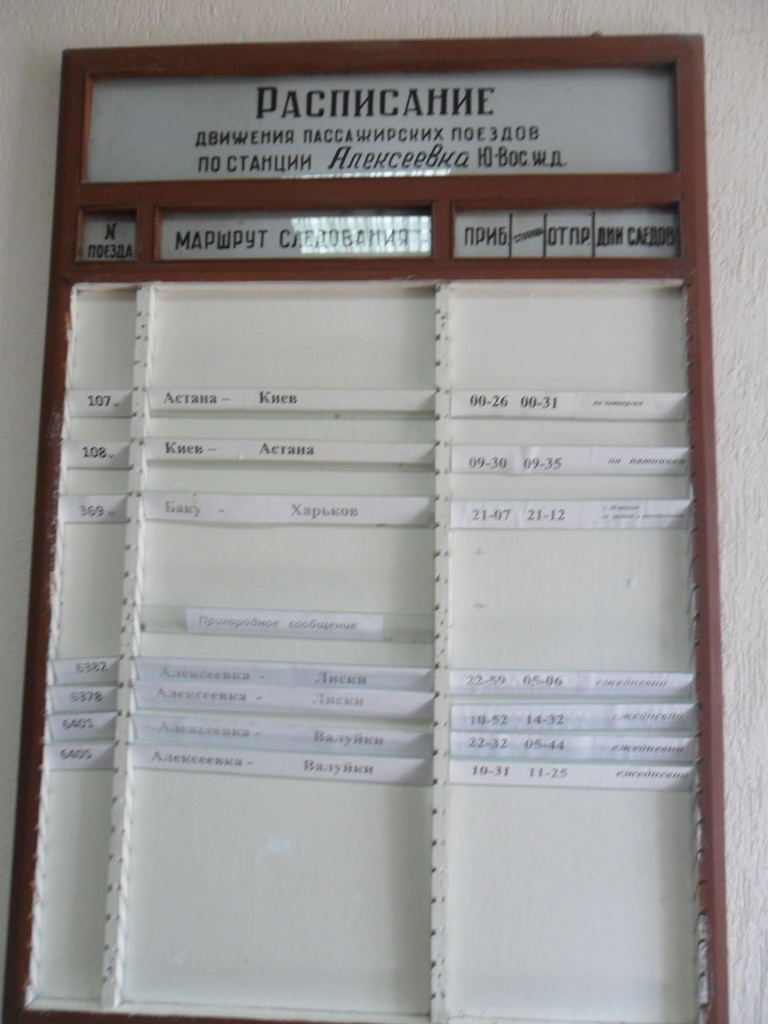 РАСПИСАНИЕ
ДВИЖЕНИЯ ПАССАЖИРСКИХ ПОЕЗДОВ
ПО СТАНЦИИ Алексеевка Ю-Вос.ж.д.
N ПОЕЗДА МАРШРУТ СЛЕДОВАНИЯ ПРИБ ОТПР ДНИ СЛЕДОВ
107 Астана – Киев 00-26 00-31 по четвергам
108 Киев – Астана 09-30 09-35 по пятницам
369 Баку - Харьков 21-07 21-12
Пригородное сообщение
6382 Алексеевка - Лиски 22-59 05-06 ежедневно
6378 Алексеевка - Лиски 10-52 14-32 ежедневно
6401 Алексеевка - Валуйки 22-32 05-44 ежедневно
6405 Алексеевка - Валуйки 10-31 11-25 ежедневно